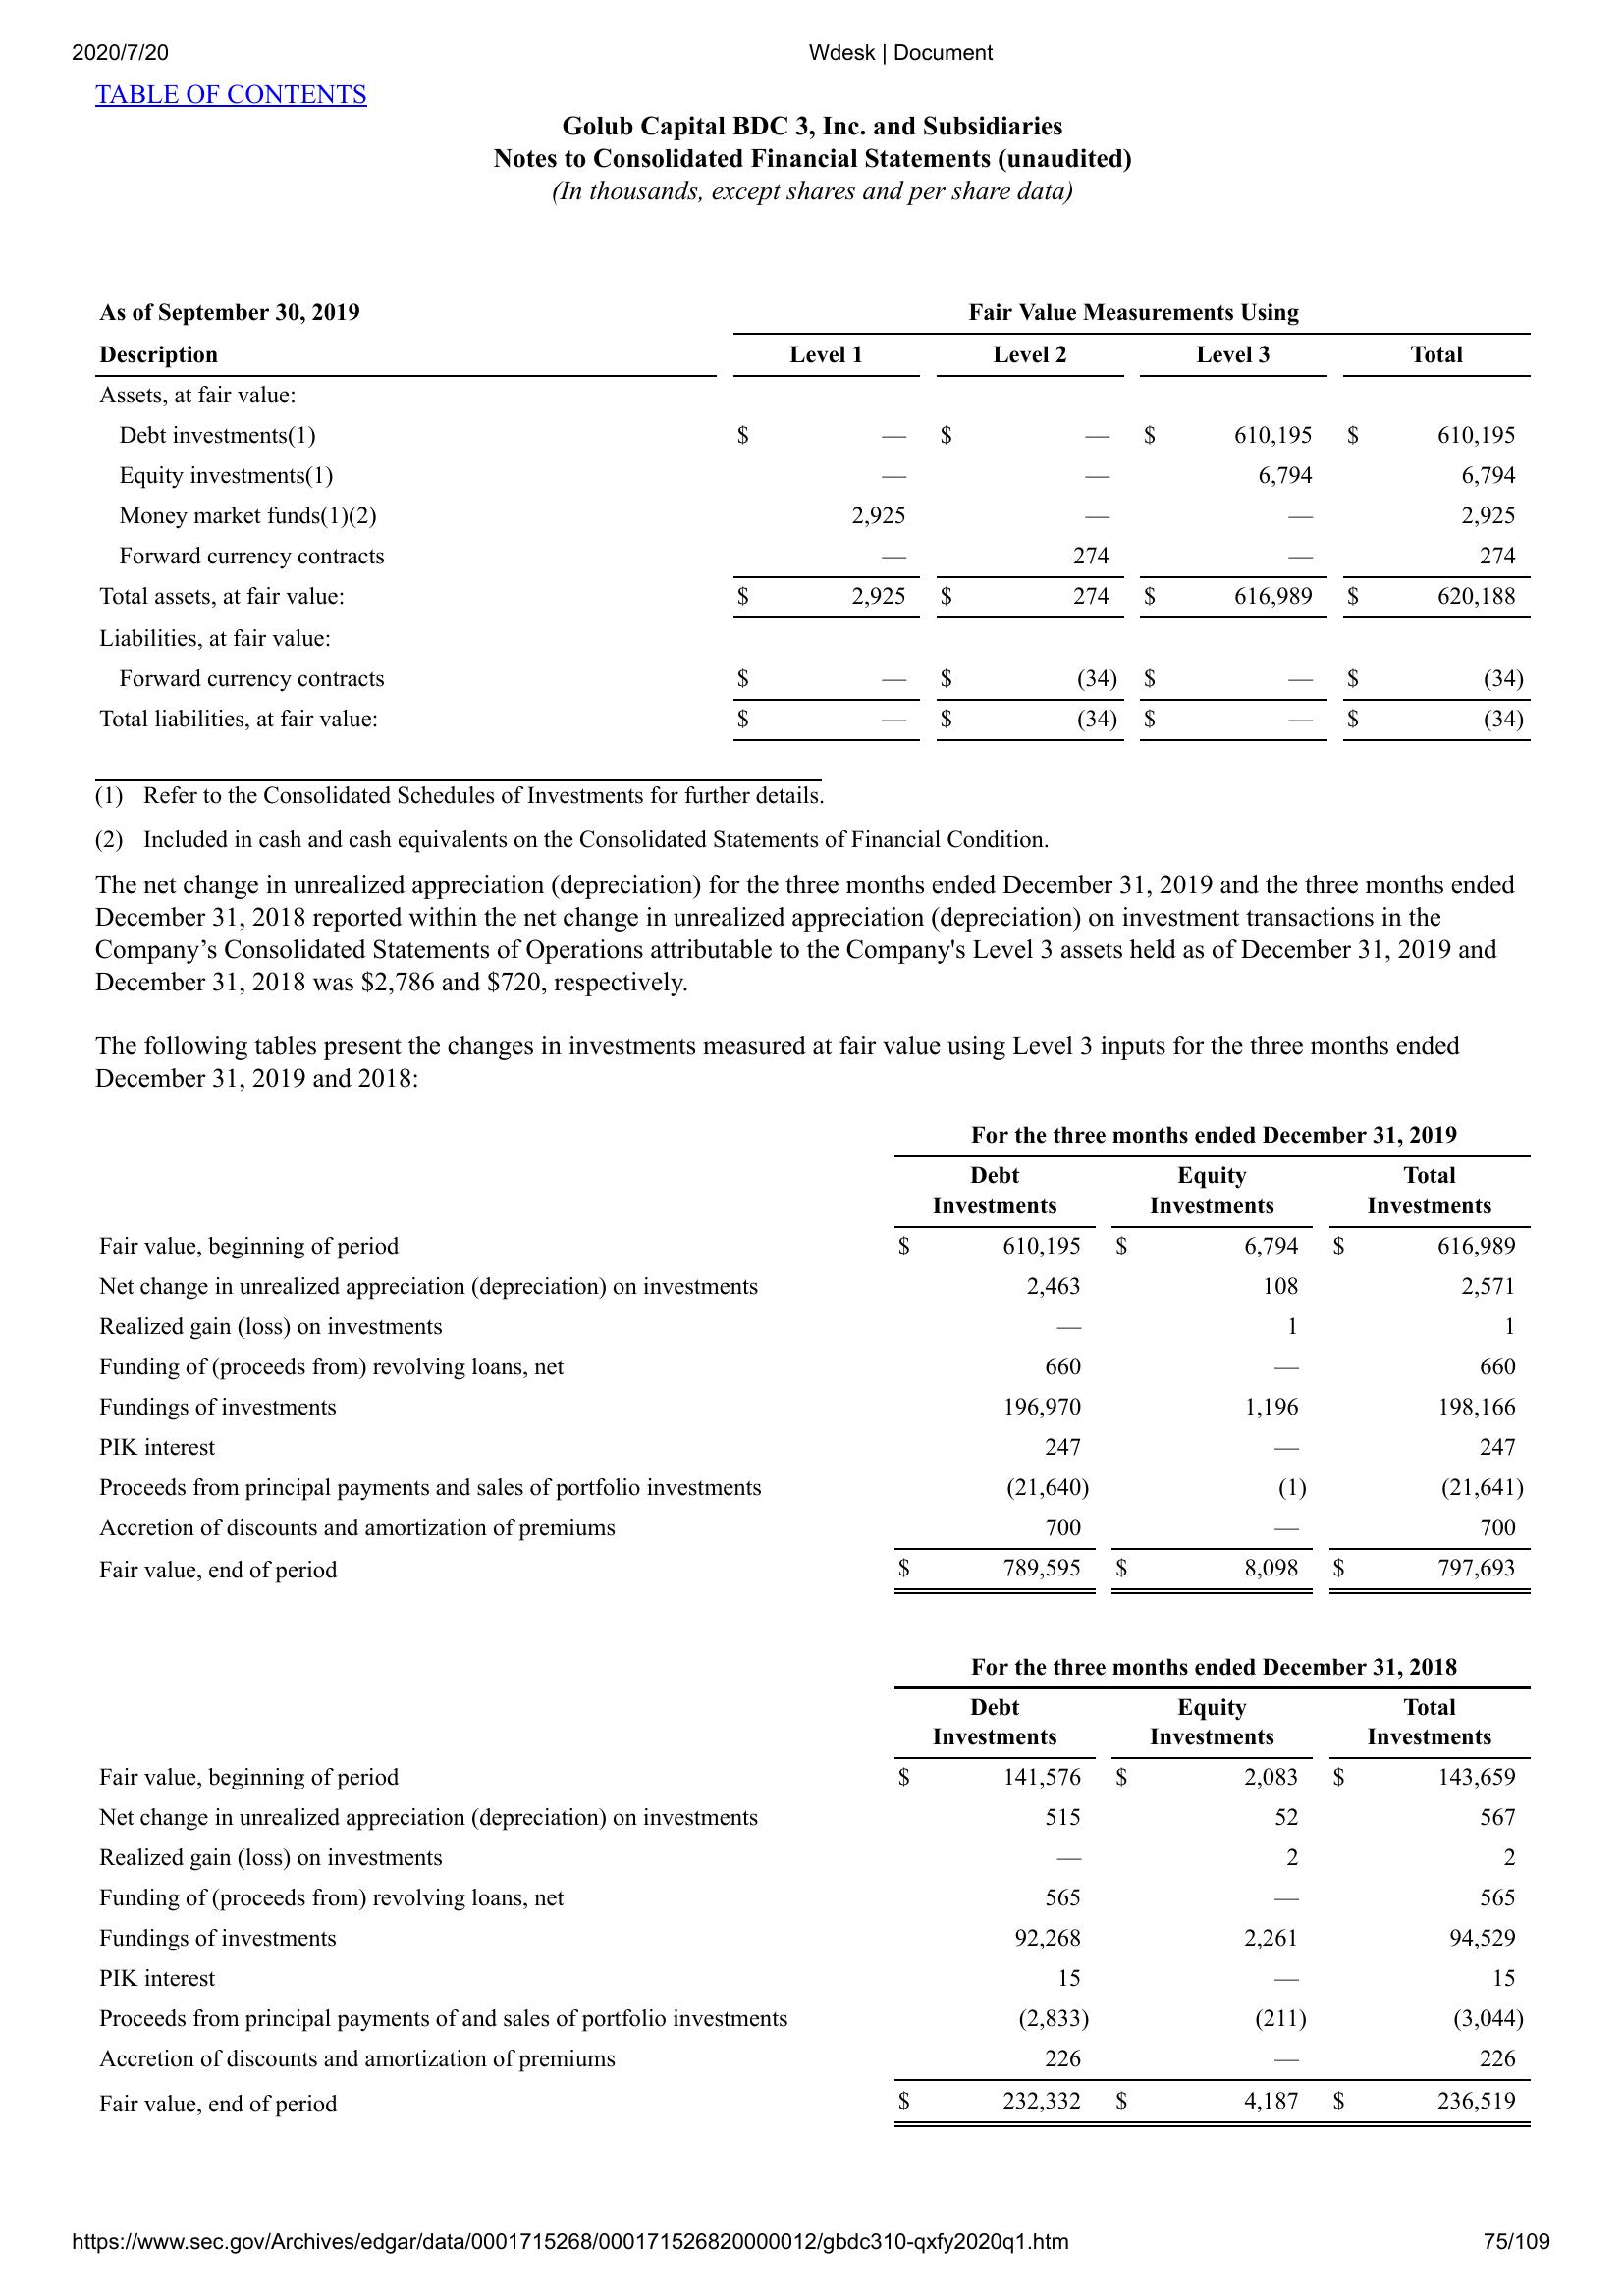 2020/7/20 Wdesk | Document
TABLE OF CONTENTS
Golub Capital BDC 3, Inc. and Subsidiaries
Notes to Consolidated Financial Statements (unaudited)
(In thousands, except shares and per share data)
As of September 30, 2019 Fair Value Measurements Using
Description Level 1 Level 2 Level 3 Total
Assets, at fair value:
Debt investments(1) $ — $ — $ 610,195 $ 610,195
Equity investments(1) — — 6,794 6,794
Money market funds(1)(2) 2,925 — — 2,925
Forward currency contracts — 274 — 274
Total assets, at fair value: $ 2,925 $ 274 $ 616,989 $ 620,188
Liabilities, at fair value:
Forward currency contracts $ — $ (34) $ — $ (34)
Total liabilities, at fair value: $ — $ (34) $ — $ (34)
(1) Refer to the Consolidated Schedules of Investments for further details.
(2) Included in cash and cash equivalents on the Consolidated Statements of Financial Condition.
The net change in unrealized appreciation (depreciation) for the three months ended December 31, 2019 and the three months ended
December 31, 2018 reported within the net change in unrealized appreciation (depreciation) on investment transactions in the
Company’s Consolidated Statements of Operations attributable to the Company's Level 3 assets held as of December 31, 2019 and
December 31, 2018 was $2,786 and $720, respectively.
The following tables present the changes in investments measured at fair value using Level 3 inputs for the three months ended
December 31, 2019 and 2018:
For the three months ended December 31, 2019
Debt Equity Total
Investments Investments Investments
Fair value, beginning of period $ 610,195 $ 6,794 $ 616,989
Net change in unrealized appreciation (depreciation) on investments 2,463 108 2,571
Realized gain (loss) on investments — 1 1
Funding of (proceeds from) revolving loans, net 660 — 660
Fundings of investments 196,970 1,196 198,166
PIK interest 247 — 247
Proceeds from principal payments and sales of portfolio investments (21,640) (1) (21,641)
Accretion of discounts and amortization of premiums 700 — 700
Fair value, end of period $ 789,595 $ 8,098 $ 797,693
For the three months ended December 31, 2018
Debt Equity Total
Investments Investments Investments
Fair value, beginning of period $ 141,576 $ 2,083 $ 143,659
Net change in unrealized appreciation (depreciation) on investments 515 52 567
Realized gain (loss) on investments — 2 2
Funding of (proceeds from) revolving loans, net 565 — 565
Fundings of investments 92,268 2,261 94,529
PIK interest 15 — 15
Proceeds from principal payments of and sales of portfolio investments (2,833) (211) (3,044)
Accretion of discounts and amortization of premiums 226 — 226
Fair value, end of period $ 232,332 $ 4,187 $ 236,519
https://www.sec.gov/Archives/edgar/data/0001715268/000171526820000012/gbdc310-qxfy2020q1.htm 75/109